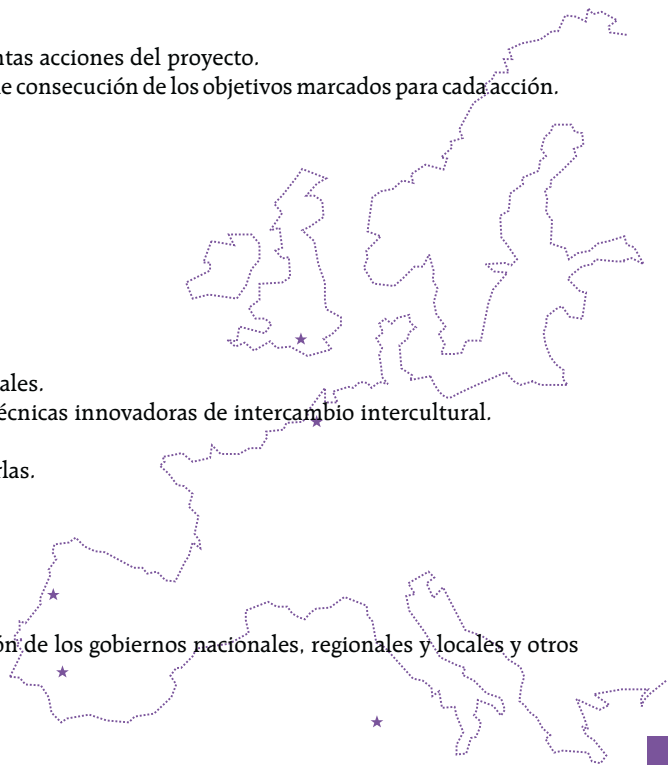 ntas acciones del proyecto.
e consecución de los objetivos marcados para cada acción.
ales.
écnicas innovadoras de intercambio intercultural.
rlas.
ón de los gobiernos nacionales, regionales y locales y otros